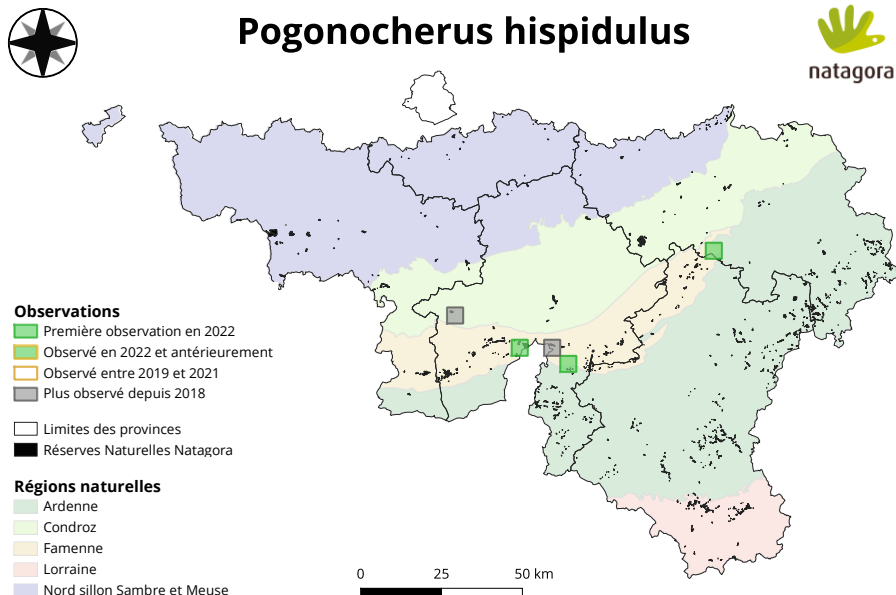 Pogonocherus hispidulus
natagora
Observations
Première observation en 2022
Observé en 2022 et antérieurement
Observé entre 2019 et 2021
Plus observé depuis 2018
Limites des provinces
Réserves Naturelles Natagora
Régions naturelles
Ardenne
Condroz
Famenne
Lorraine
Nord sillon Sambre et Meuse
0 25 50 km